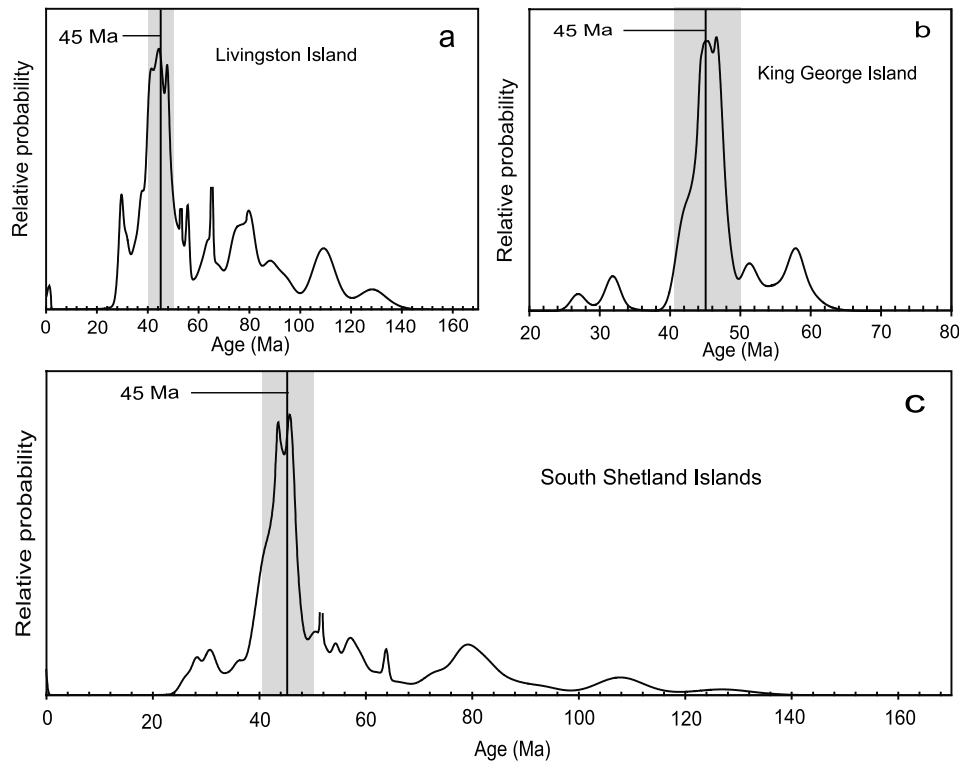 45 Ma
a
Livingston Island
Relative probability
0 20 40 60 80 100 120 140 160
Age (Ma)
45 Ma
b
King George Island
Relative probability
20 30 40 50 60 70 80
Age (Ma)
45 Ma
c
South Shetland Islands
Relative probability
0 20 40 60 80 100 120 140 160
Age (Ma)